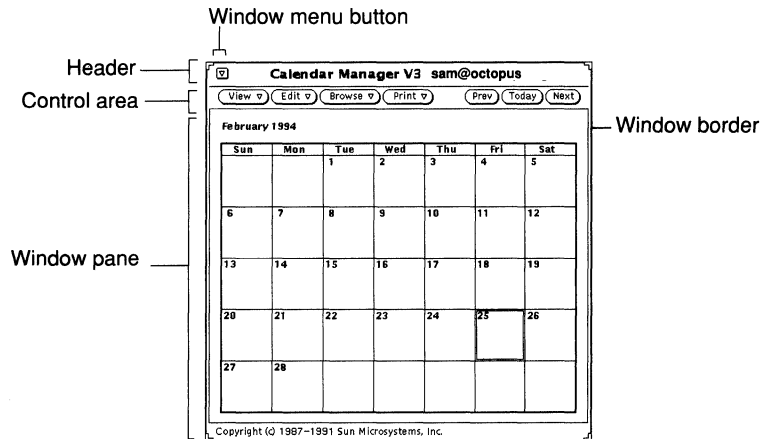 Window menu button
Header
Calendar Manager V3 sam@octopus
Control area
View Edit Browse Print Prev Today Next
February 1994
Window border
Sun Mon Tue Wed Thu Fri Sat
1 2 3 4 5
6 7 8 9 10 11 12
Window pane
13 14 15 16 17 18 19
20 21 22 23 24 25 26
27 28
Copyright (c) 1987-1991 Sun Microsystems, Inc.